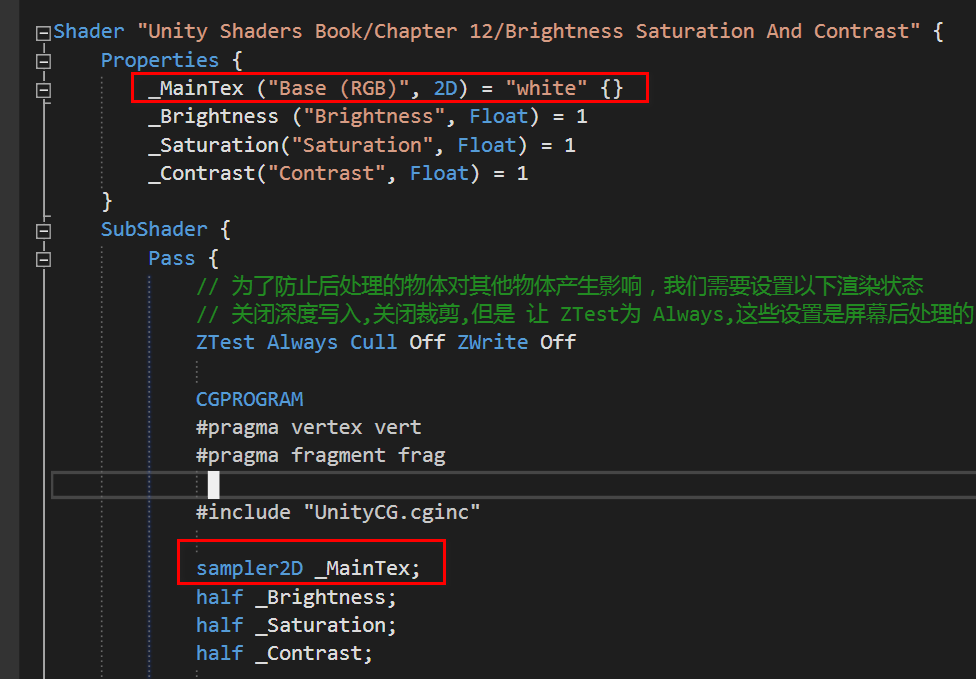 Shader "Unity Shaders Book/Chapter 12/Brightness Saturation And Contrast" {
Properties {
_MainTex ("Base (RGB)", 2D) = "white" {}
_Brightness ("Brightness", Float) = 1
_Saturation("Saturation", Float) = 1
_Contrast("Contrast", Float) = 1
}
SubShader {
Pass {
// 为了防止后处理的物体对其他物体产生影响，我们需要设置以下渲染状态
// 关闭深度写入,关闭裁剪,但是 让 ZTest为 Always,这些设置是屏幕后处理的
ZTest Always Cull Off ZWrite Off
CGPROGRAM
#pragma vertex vert
#pragma fragment frag
#include "UnityCG.cginc"
sampler2D _MainTex;
half _Brightness;
half _Saturation;
half _Contrast;